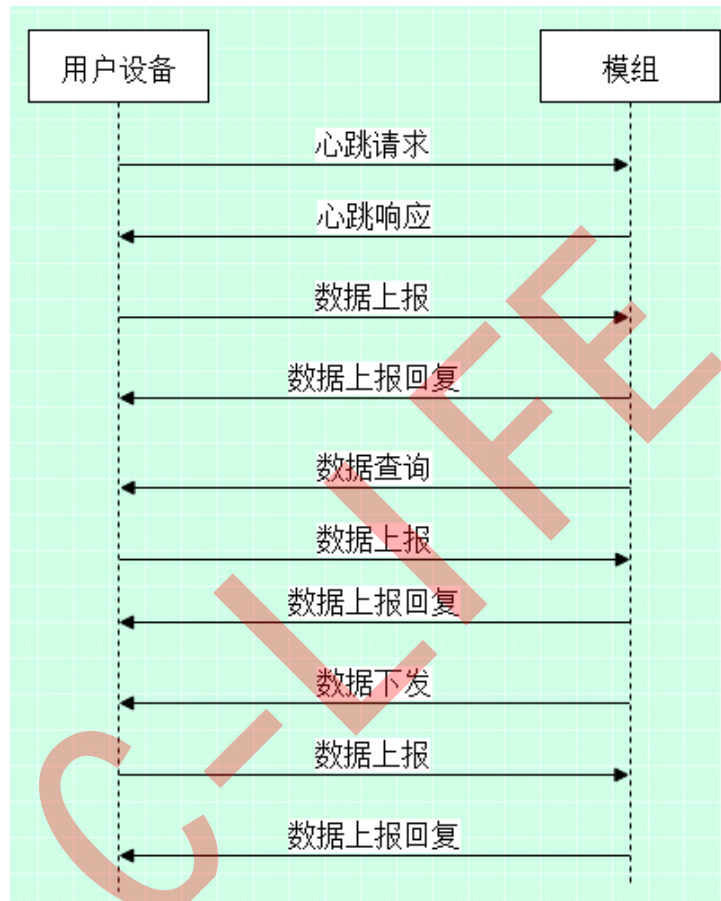 用户设备
模组
心跳请求
心跳响应
数据上报
数据上报回复
数据查询
数据上报
数据上报回复
数据下发
数据上报
数据上报回复
C-LIFE